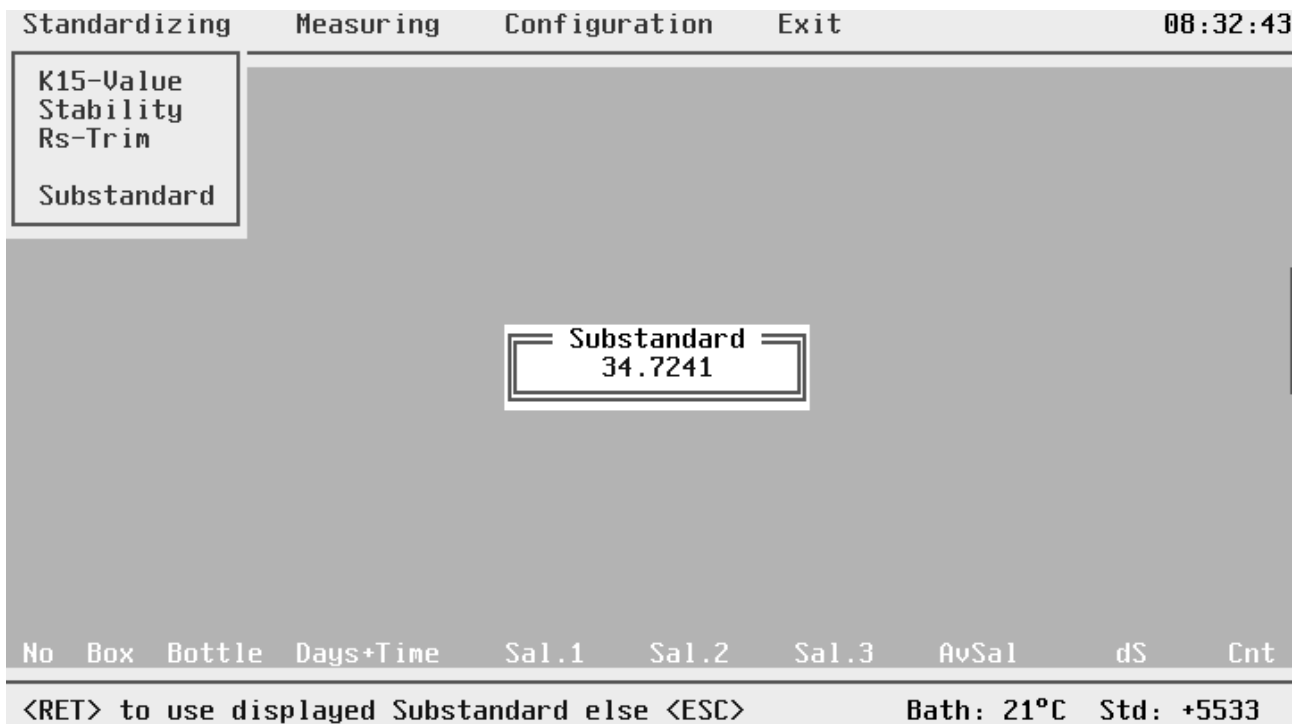 Standardizing Measuring Configuration Exit 08:32:43
K15-Value
Stability
Rs-Trim
Substandard
Substandard
34.7241
No Box Bottle Days+Time Sal.1 Sal.2 Sal.3 AvSal dS Cnt
<RET> to use displayed Substandard else <ESC> Bath: 21°C Std: +5533